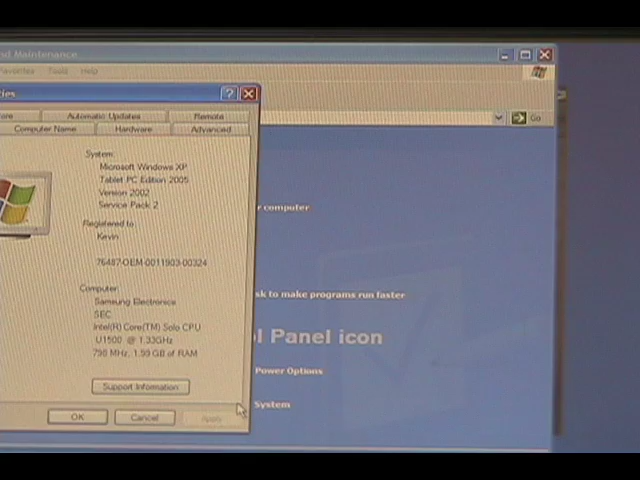 nd Maintenance
Favorites Tools Help
ties
ore Automatic Updates Remote
Computer Name Hardware Advanced
Go
System:
Microsoft Windows XP
Tablet PC Edition 2005
Version 2002
Service Pack 2
Registered to:
Kevin
76487-OEM-0011903-00324
Computer:
Samsung Electronics
SEC
Intel(R) Core(TM) Solo CPU
U1500 @ 1.33GHz
798 MHz, 1.99 GB of RAM
Support Information
OK Cancel Apply
r computer
sk to make programs run faster
l Panel icon
Power Options
System